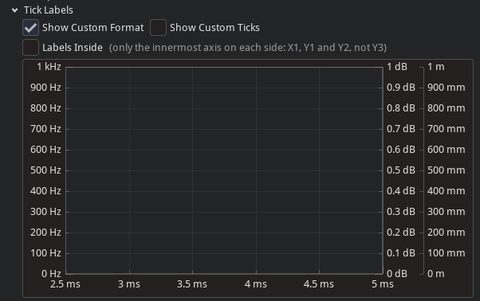 Tick Labels
Show Custom Format Show Custom Ticks
Labels Inside (only the innermost axis on each side: X1, Y1 and Y2, not Y3)
1 kHz 1 dB 1 m
900 Hz 0.9 dB 900 mm
800 Hz 0.8 dB 800 mm
700 Hz 0.7 dB 700 mm
600 Hz 0.6 dB 600 mm
500 Hz 0.5 dB 500 mm
400 Hz 0.4 dB 400 mm
300 Hz 0.3 dB 300 mm
200 Hz 0.2 dB 200 mm
100 Hz 0.1 dB 100 mm
0 Hz 0 dB 0 m
2.5 ms 3 ms 3.5 ms 4 ms 4.5 ms 5 ms